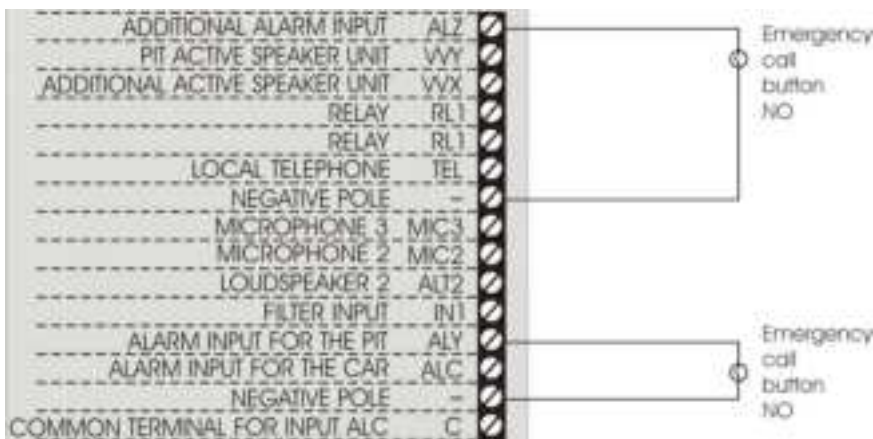 ADDITIONAL ALARM INPUT ALZ
PIT ACTIVE SPEAKER UNIT VVY
ADDITIONAL ACTIVE SPEAKER UNIT VVX
RELAY RL1
RELAY RL1
LOCAL TELEPHONE TEL
NEGATIVE POLE -
MICROPHONE 3 MIC3
MICROPHONE 2 MIC2
LOUDSPEAKER 2 ALT2
FILTER INPUT IN1
ALARM INPUT FOR THE PIT ALY
ALARM INPUT FOR THE CAR ALC
NEGATIVE POLE -
COMMON TERMINAL FOR INPUT ALC C
Emergency
call
button
NO
Emergency
call
button
NO